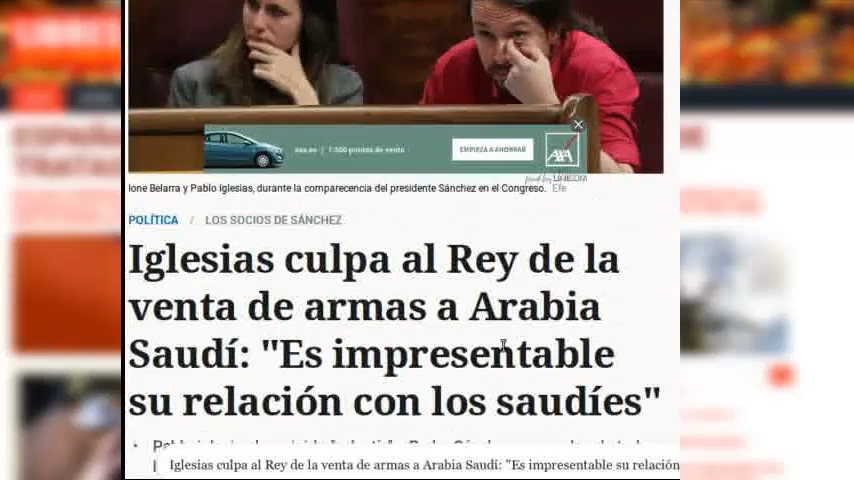 axa.es | 7.500 puntos de venta
EMPIEZA A AHORRAR
AXA
Ione Belarra y Pablo Iglesias, durante la comparecencia del presidente Sánchez en el Congreso. Efe
POLÍTICA / LOS SOCIOS DE SÁNCHEZ
Iglesias culpa al Rey de la
venta de armas a Arabia
Saudí: "Es impresentable
su relación con los saudíes"
Iglesias culpa al Rey de la venta de armas a Arabia Saudí: "Es impresentable su relación